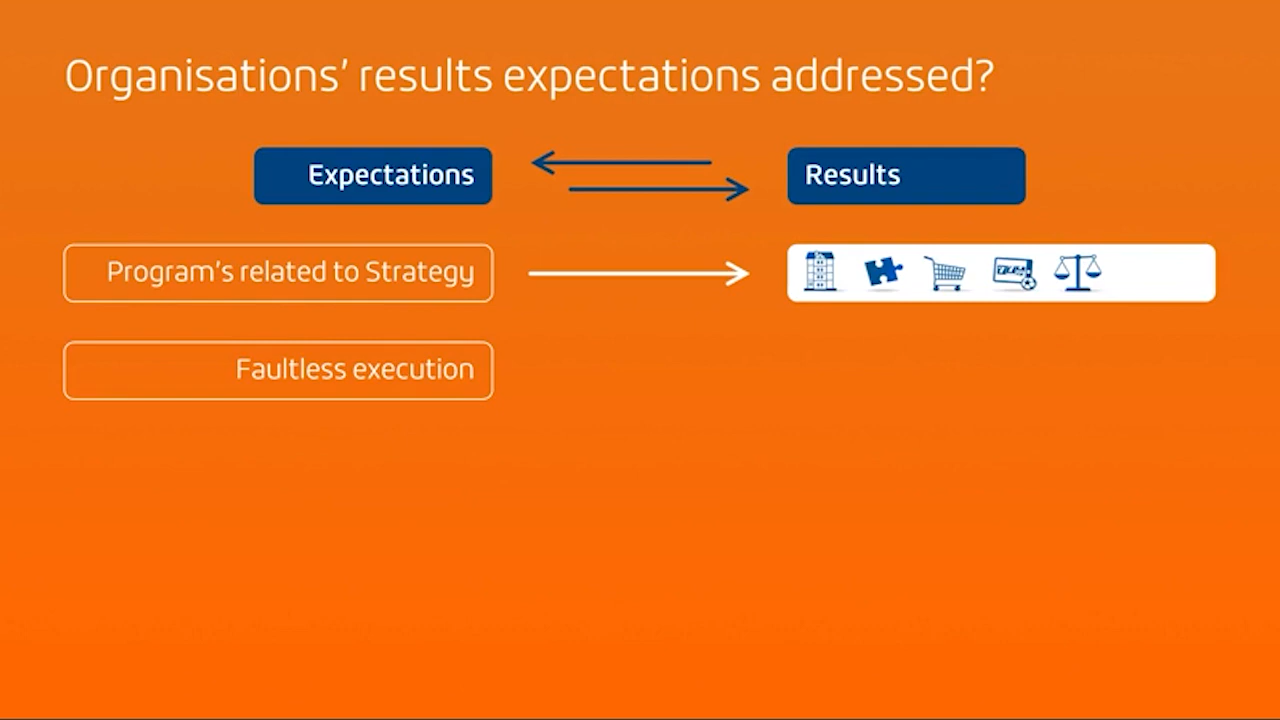 Organisations' results expectations addressed?
Expectations
Results
Program's related to Strategy
Faultless execution